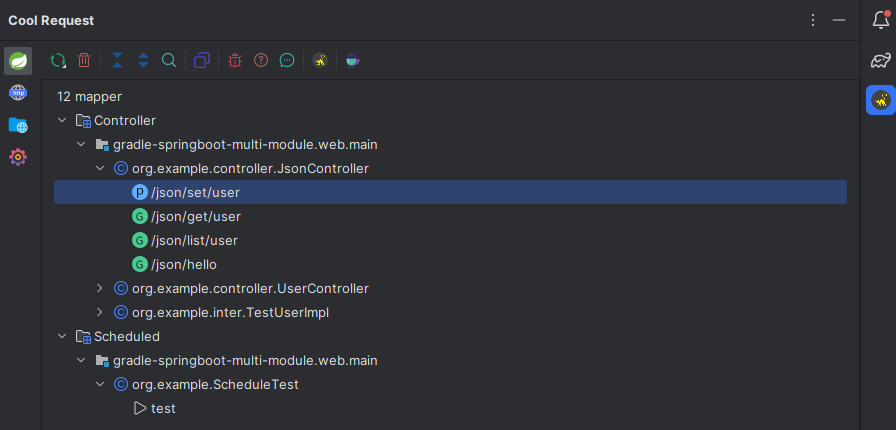 Cool Request
http
12 mapper
Controller
gradle-springboot-multi-module.web.main
C org.example.controller.JsonController
p /json/set/user
G /json/get/user
G /json/list/user
G /json/hello
C org.example.controller.UserController
C org.example.inter.TestUserImpl
Scheduled
gradle-springboot-multi-module.web.main
C org.example.ScheduleTest
test